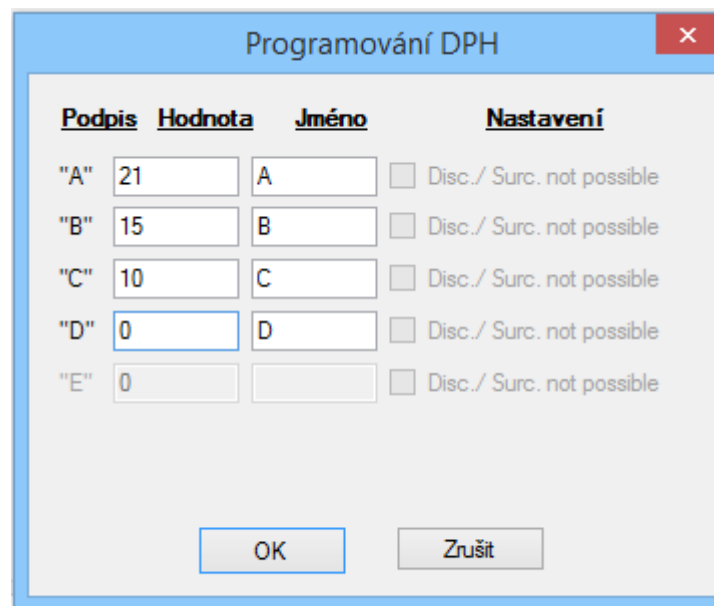 Programování DPH
Podpis Hodnota Jméno Nastavení
"A" 21 A Disc./ Surc. not possible
"B" 15 B Disc./ Surc. not possible
"C" 10 C Disc./ Surc. not possible
"D" 0 D Disc./ Surc. not possible
"E" 0 Disc./ Surc. not possible
OK Zrušit